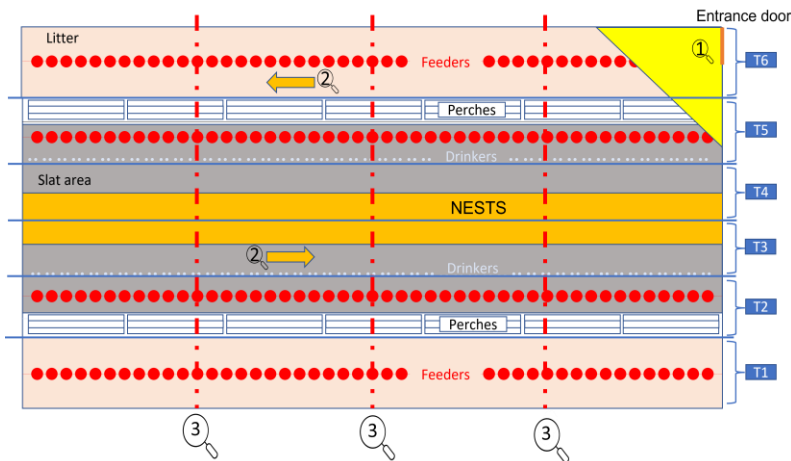 Entrance door
Litter
1
T6
Feeders
2
Perches
T5
Drinkers
Slat area
T4
NESTS
2
T3
Drinkers
T2
Perches
Feeders
T1
3
3
3